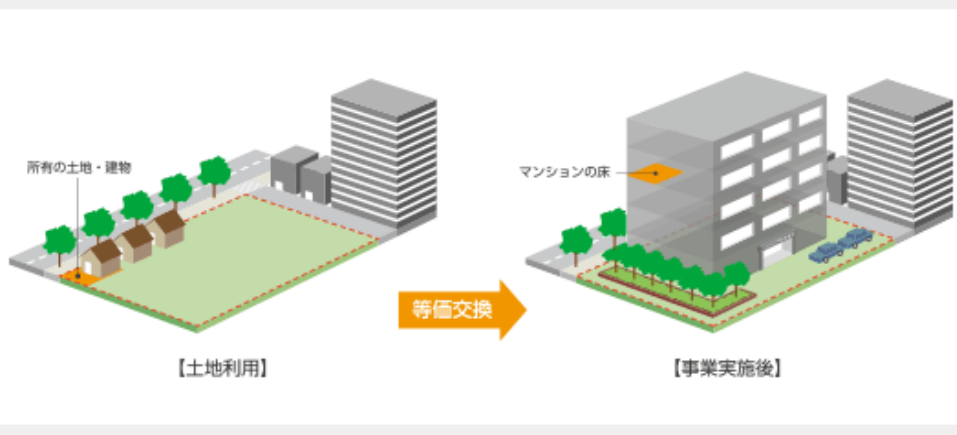 所有の土地・建物
マンションの床
等価交換
【土地利用】
【事業実施後】